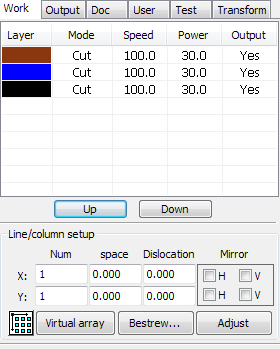 Work Output Doc User Test Transform
Layer Mode Speed Power Output
Cut 100.0 30.0 Yes
Cut 100.0 30.0 Yes
Cut 100.0 30.0 Yes
Up Down
Line/column setup
Num space Dislocation Mirror
X: 1 0.000 0.000 H V
Y: 1 0.000 0.000 H V
Virtual array Bestrew... Adjust